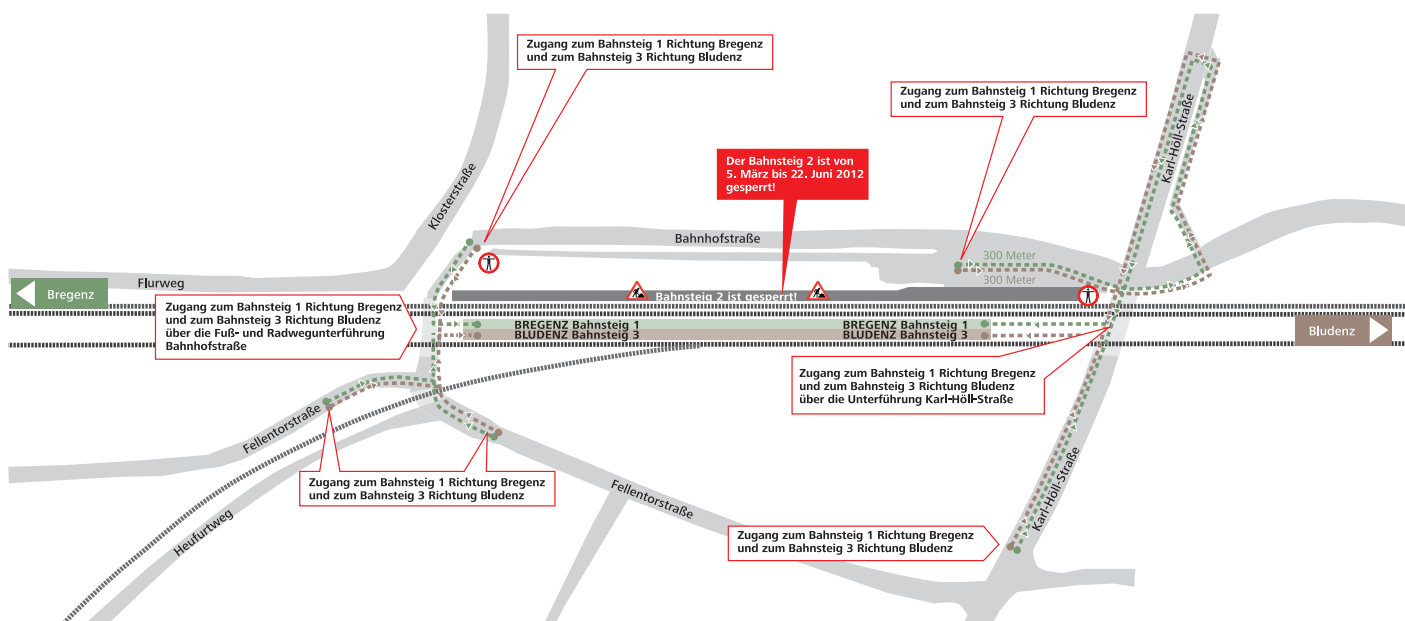 Zugang zum Bahnsteig 1 Richtung Bregenz
und zum Bahnsteig 3 Richtung Bludenz
Zugang zum Bahnsteig 1 Richtung Bregenz
und zum Bahnsteig 3 Richtung Bludenz
Karl-Höll-Straße
Der Bahnsteig 2 ist von
5. März bis 22. Juni 2012
gesperrt!
Klosterstraße
Bahnhofstraße
300 Meter
300 Meter
Flurweg
Bregenz
Bahnsteig 2 ist gesperrt!
Zugang zum Bahnsteig 1 Richtung Bregenz
und zum Bahnsteig 3 Richtung Bludenz
über die Fuß- und Raadwegunterführung
Bahnhofstraße
BREGENZ Bahnsteig 1
BREGENZ Bahnsteig 1
BLUDENZ Bahnsteig 3
BLUDENZ Bahnsteig 3
Bludenz
Zugang zum Bahnsteig 1 Richtung Bregenz
und zum Bahnsteig 3 Richtung Bludenz
über die Unterführung Karl-Höll-Straße
Fellentorstraße
Zugang zum Bahnsteig 1 Richtung Bregenz
und zum Bahnsteig 3 Richtung Bludenz
Fellentorstraße
Karl-Höll-Straße
Heufurtweg
Zugang zum Bahnsteig 1 Richtung Bregenz
und zum Bahnsteig 3 Richtung Bludenz